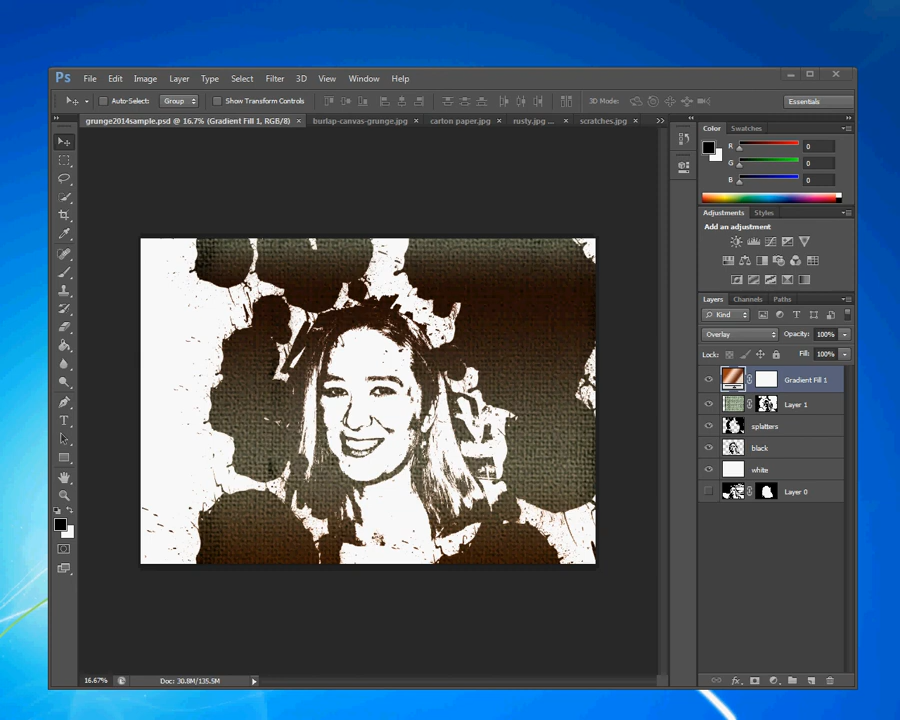 Ps File Edit Image Layer Type Select Filter 3D View Window Help
Auto-Select: Group Show Transform Controls 3D Mode: Essentials
grunge2014sample.psd @ 16.7% (Gradient Fill 1, RGB/8) × burlap-canvas-grunge.jpg × carton paper.jpg × rusty.jpg ... × scratches.jpg ×
Color Swatches
R 0
G 0
B 0
Adjustments Styles
Add an adjustment
Layers Channels Paths
Kind
Overlay Opacity: 100%
Lock: Fill: 100%
Gradient Fill 1
Layer 1
splatters
black
white
Layer 0
16.67% Doc: 30.8M/135.5M